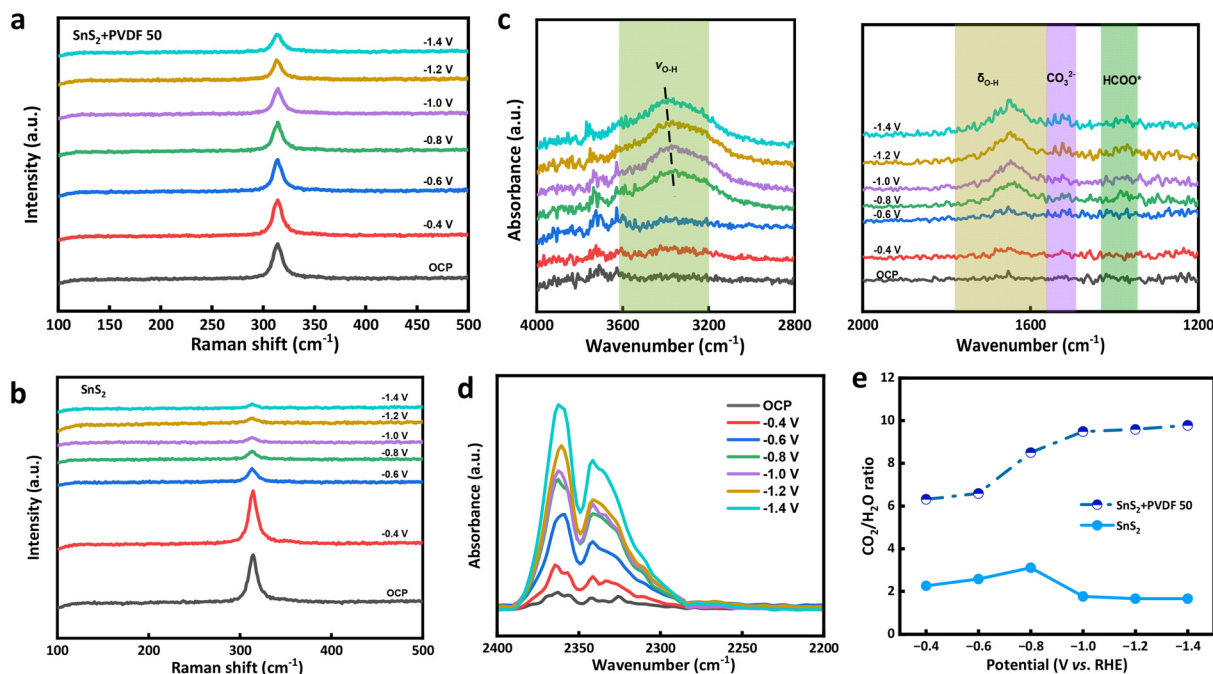 a
SnS₂+PVDF 50
-1.4 V
-1.2 V
-1.0 V
-0.8 V
-0.6 V
-0.4 V
OCP
Intensity (a.u.)
100 150 200 250 300 350 400 450 500
Raman shift (cm⁻¹)
b
SnS₂
-1.4 V
-1.2 V
-1.0 V
-0.8 V
-0.6 V
-0.4 V
OCP
Intensity (a.u.)
100 200 300 400 500
Raman shift (cm⁻¹)
c
νO-H
Absorbance (a.u.)
4000 3600 3200 2800
Wavenumber (cm⁻¹)
δO-H
CO₃²⁻
HCOO*
-1.4 V
-1.2 V
-1.0 V
-0.8 V
-0.6 V
-0.4 V
OCP
2000 1600 1200
Wavenumber (cm⁻¹)
d
OCP
-0.4 V
-0.6 V
-0.8 V
-1.0 V
-1.2 V
-1.4 V
Absorbance (a.u.)
2400 2350 2300 2250 2200
Wavenumber (cm⁻¹)
e
12
10
8
6
4
2
0
CO₂/H₂O ratio
SnS₂+PVDF 50
SnS₂
−0.4 −0.6 −0.8 −1.0 −1.2 −1.4
Potential (V vs. RHE)